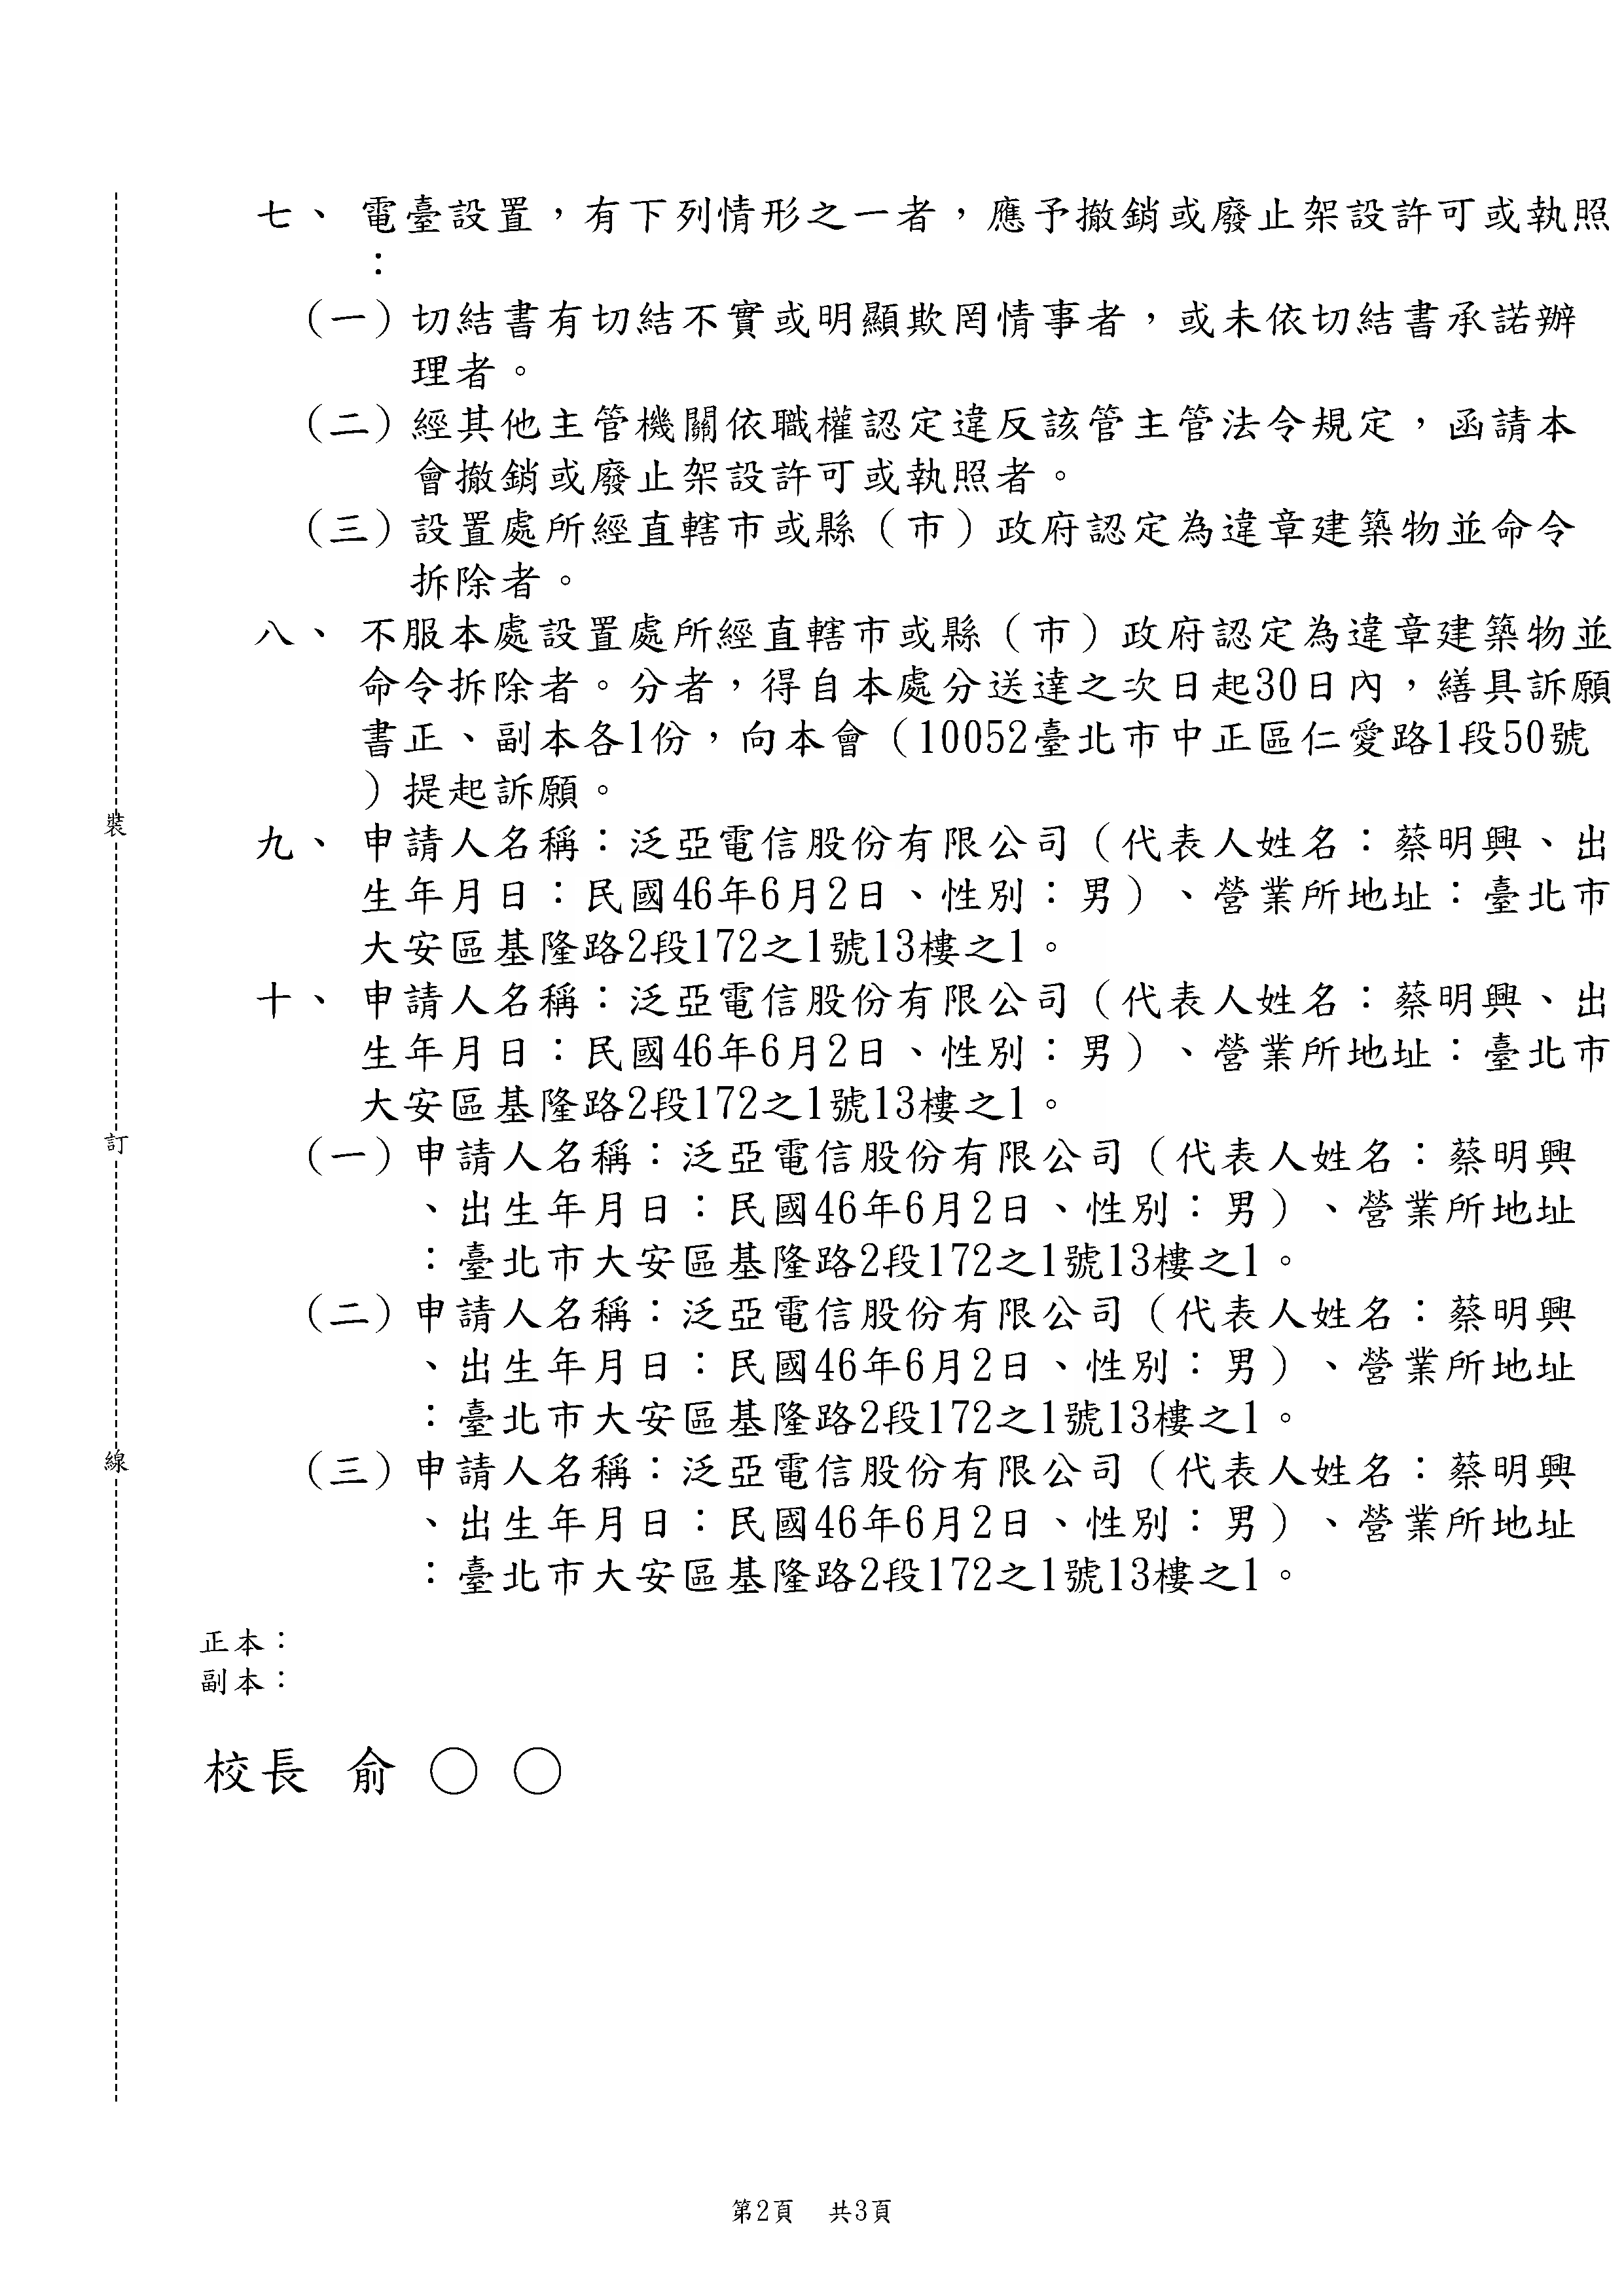 七、 電臺設置，有下列情形之一者，應予撤銷或廢止架設許可或執照
：
（一）切結書有切結不實或明顯欺罔情事者，或未依切結書承諾辦
理者。
（二）經其他主管機關依職權認定違反該管主管法令規定，函請本
會撤銷或廢止架設許可或執照者。
（三）設置處所經直轄市或縣（市）政府認定為違章建築物並命令
拆除者。
八、 不服本處設置處所經直轄市或縣（市）政府認定為違章建築物並
命令拆除者。分者，得自本處分送達之次日起30日內，繕具訴願
書正、副本各1份，向本會（10052臺北市中正區仁愛路1段50號
）提起訴願。
裝
九、 申請人名稱：泛亞電信股份有限公司（代表人姓名：蔡明興、出
生年月日：民國46年6月2日、性別：男）、營業所地址：臺北市
大安區基隆路2段172之1號13樓之1。
十、 申請人名稱：泛亞電信股份有限公司（代表人姓名：蔡明興、出
生年月日：民國46年6月2日、性別：男）、營業所地址：臺北市
大安區基隆路2段172之1號13樓之1。
訂
（一）申請人名稱：泛亞電信股份有限公司（代表人姓名：蔡明興
、出生年月日：民國46年6月2日、性別：男）、營業所地址
：臺北市大安區基隆路2段172之1號13樓之1。
（二）申請人名稱：泛亞電信股份有限公司（代表人姓名：蔡明興
、出生年月日：民國46年6月2日、性別：男）、營業所地址
：臺北市大安區基隆路2段172之1號13樓之1。
線
（三）申請人名稱：泛亞電信股份有限公司（代表人姓名：蔡明興
、出生年月日：民國46年6月2日、性別：男）、營業所地址
：臺北市大安區基隆路2段172之1號13樓之1。
正本：
副本：
校長 俞 ○ ○
第2頁 共3頁